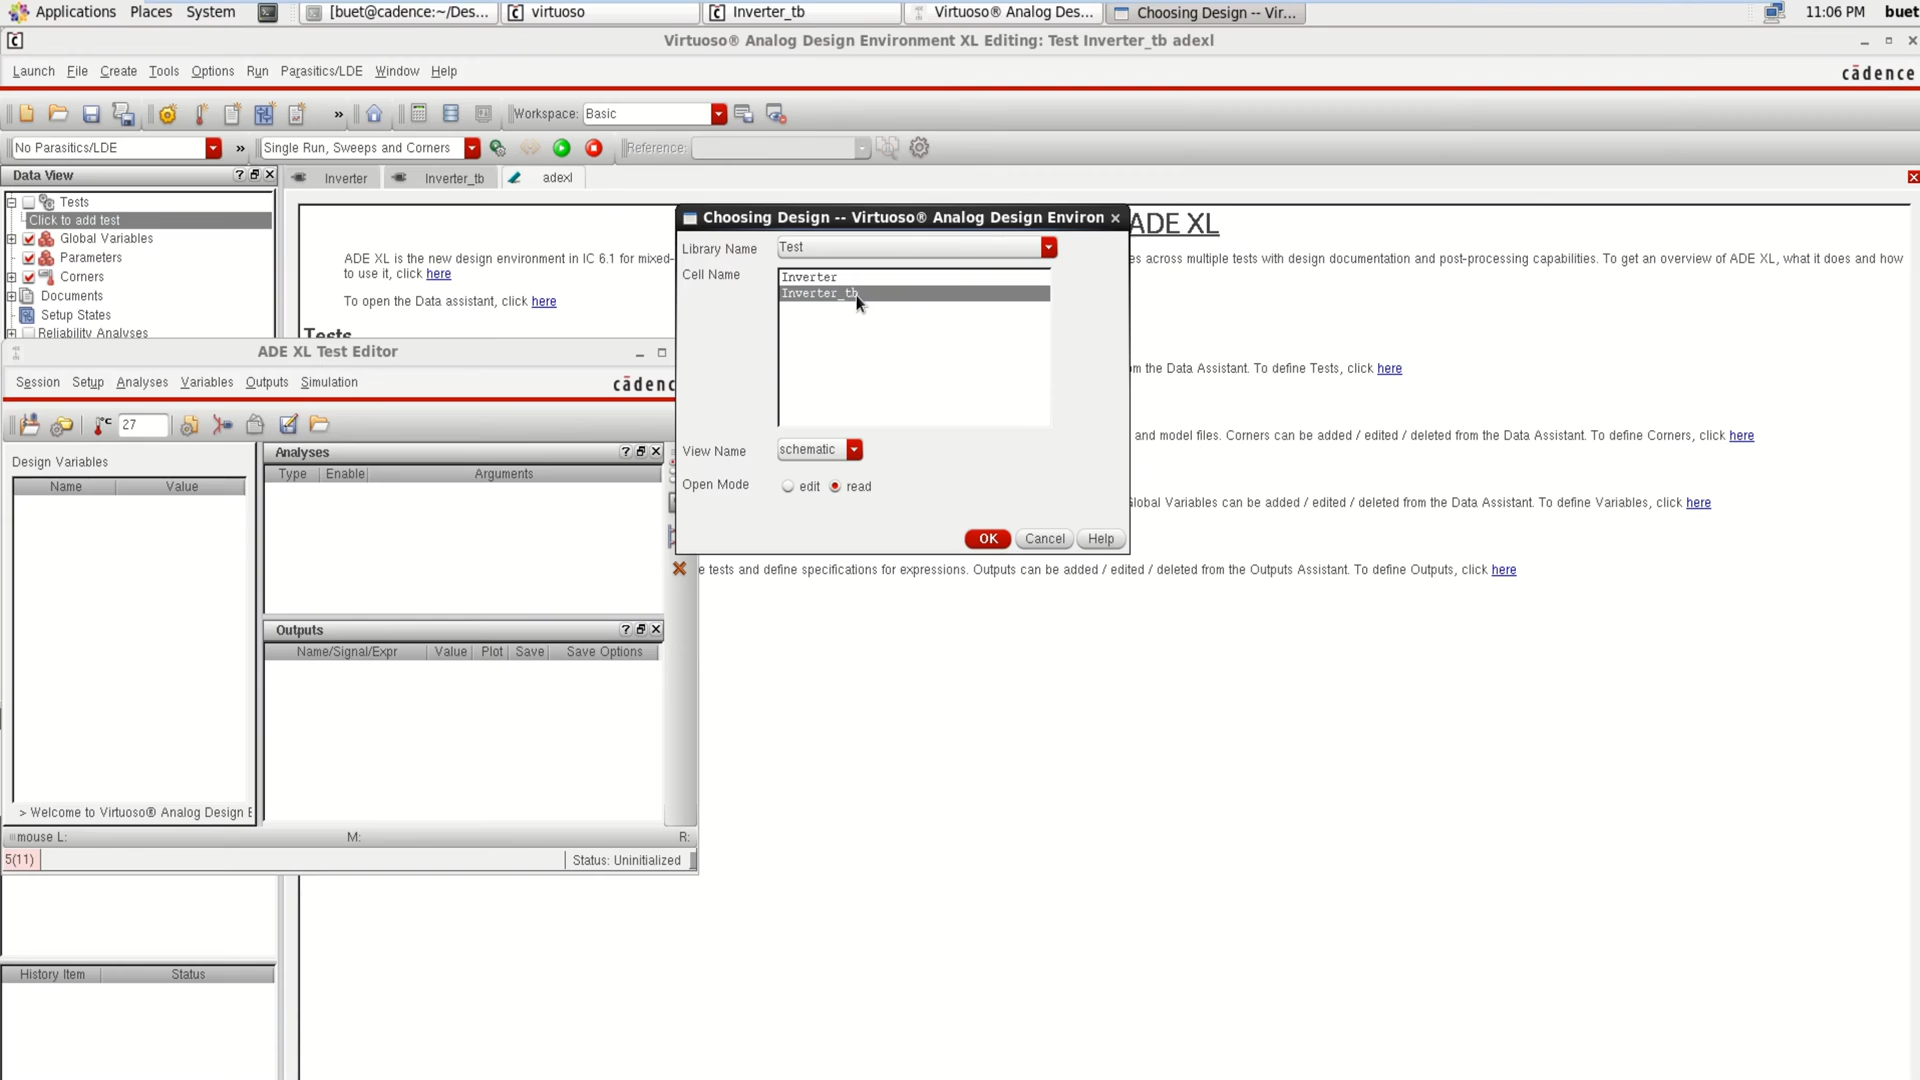 Applications Places System [buet@cadence:~/Des... virtuoso Inverter_tb Virtuoso® Analog Des... Choosing Design -- Vir... 11:06 PM buet
Virtuoso® Analog Design Environment XL Editing: Test Inverter_tb adexl
Launch File Create Tools Options Run Parasitics/LDE Window Help cādence
» Workspace: Basic
No Parasitics/LDE » Single Run, Sweeps and Corners Reference:
Data View
Inverter Inverter_tb adexl
Tests
Click to add test
Global Variables
Parameters
Corners
Documents
Setup States
Reliability Analyses
ADE XL
ADE XL is the new design environment in IC 6.1 for mixed-
es across multiple tests with design documentation and post-processing capabilities. To get an overview of ADE XL, what it does and how
to use it, click here
To open the Data assistant, click here
Tests
m the Data Assistant. To define Tests, click here
and model files. Corners can be added / edited / deleted from the Data Assistant. To define Corners, click here
lobal Variables can be added / edited / deleted from the Data Assistant. To define Variables, click here
e tests and define specifications for expressions. Outputs can be added / edited / deleted from the Outputs Assistant. To define Outputs, click here
Choosing Design -- Virtuoso® Analog Design Environ
Library Name Test
Cell Name Inverter
Inverter_tb
View Name schematic
Open Mode edit read
OK Cancel Help
ADE XL Test Editor
Session Setup Analyses Variables Outputs Simulation cādenc
°C 27
Design Variables
Name Value
Analyses
Type Enable Arguments
Outputs
Name/Signal/Expr Value Plot Save Save Options
> Welcome to Virtuoso® Analog Design E
mouse L: M: R:
5(11) Status: Uninitialized
History Item Status